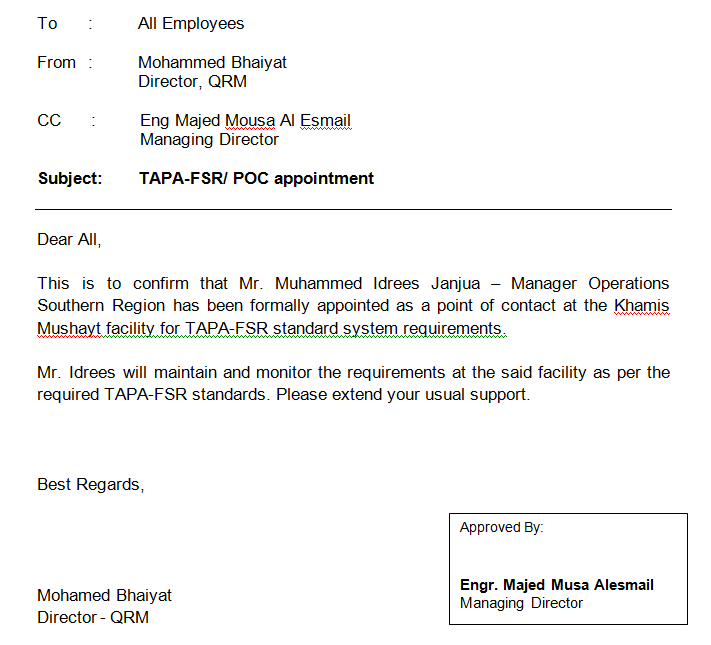 To : All Employees
From : Mohammed Bhaiyat
Director, QRM
CC : Eng Majed Mousa Al Esmail
Managing Director
Subject: TAPA-FSR/ POC appointment
Dear All,
This is to confirm that Mr. Muhammed Idrees Janjua – Manager Operations
Southern Region has been formally appointed as a point of contact at the Khamis
Mushayt facility for TAPA-FSR standard system requirements.
Mr. Idrees will maintain and monitor the requirements at the said facility as per the
required TAPA-FSR standards. Please extend your usual support.
Best Regards,
Approved By:
Engr. Majed Musa Alesmail
Managing Director
Mohamed Bhaiyat
Director - QRM